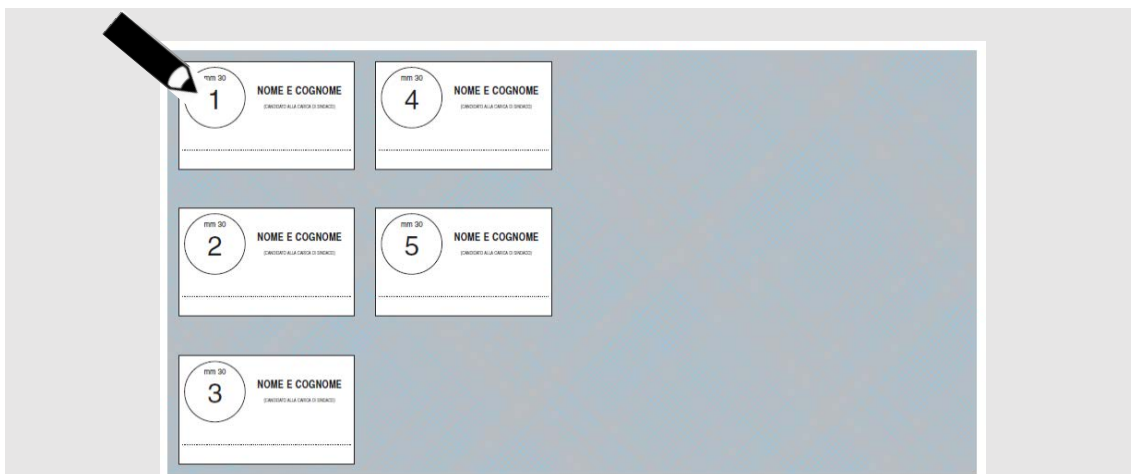 mm 30
1
NOME E COGNOME
(CANDIDATO ALLA CARICA DI SINDACO)
mm 30
4
NOME E COGNOME
(CANDIDATO ALLA CARICA DI SINDACO)
mm 30
2
NOME E COGNOME
(CANDIDATO ALLA CARICA DI SINDACO)
mm 30
5
NOME E COGNOME
(CANDIDATO ALLA CARICA DI SINDACO)
mm 30
3
NOME E COGNOME
(CANDIDATO ALLA CARICA DI SINDACO)